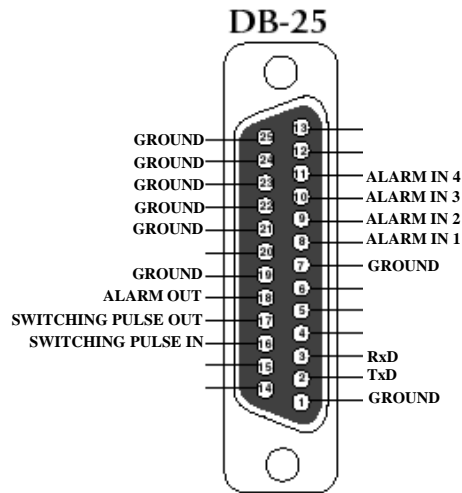 DB-25
GROUND 25
GROUND 24
GROUND 23
GROUND 22
GROUND 21
20
GROUND 19
ALARM OUT 18
SWITCHING PULSE OUT 17
SWITCHING PULSE IN 16
15
14
13
12
11 ALARM IN 4
10 ALARM IN 3
9 ALARM IN 2
8 ALARM IN 1
7 GROUND
6
5
4
3 RxD
2 TxD
1 GROUND